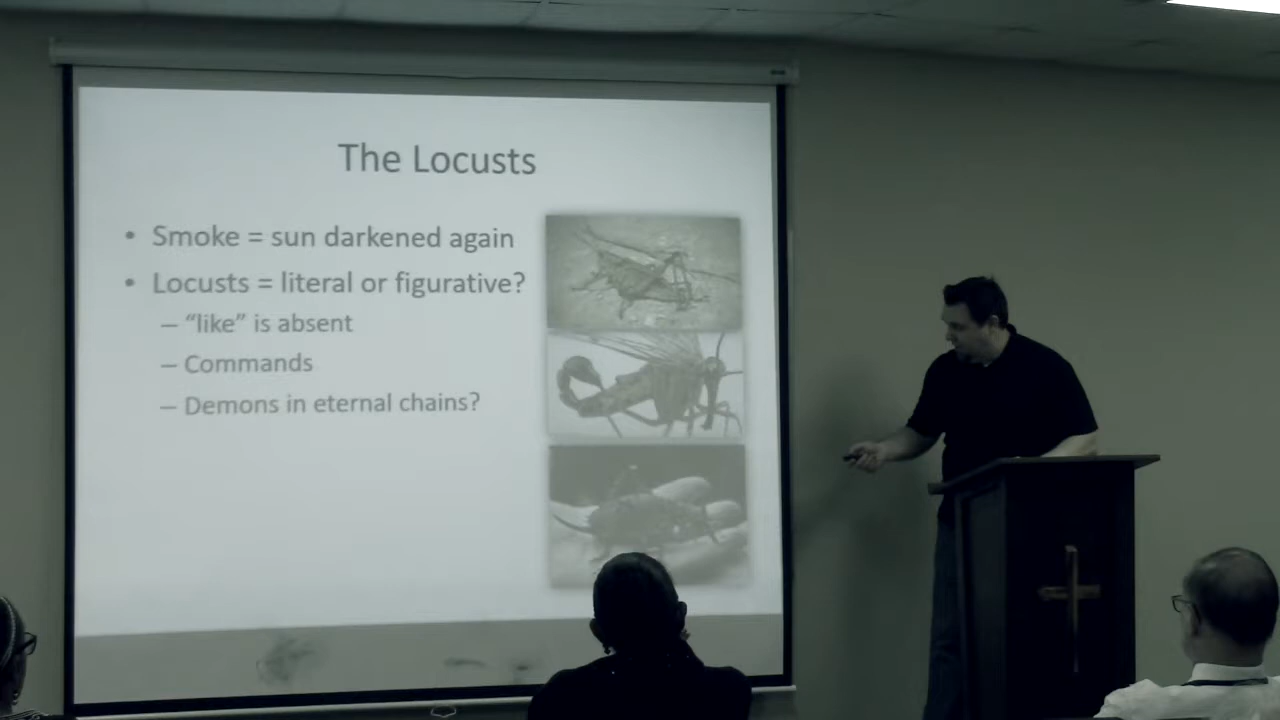 The Locusts
• Smoke = sun darkened again
• Locusts = literal or figurative?
– “like” is absent
– Commands
– Demons in eternal chains?